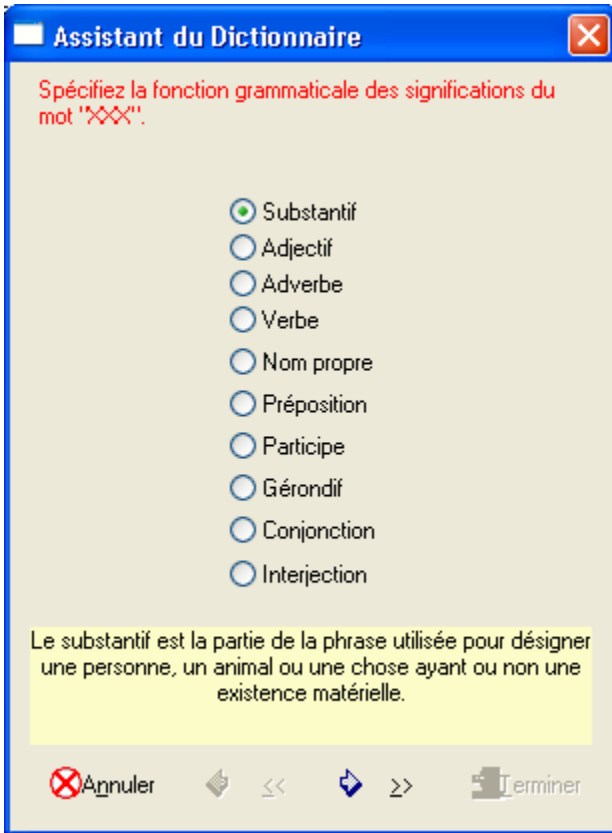 Assistant du Dictionnaire
Spécifiez la fonction grammaticale des significations du
mot "XXX".
Substantif
Adjectif
Adverbe
Verbe
Nom propre
Préposition
Participe
Gérondif
Conjonction
Interjection
Le substantif est la partie de la phrase utilisée pour désigner
une personne, un animal ou une chose ayant ou non une
existence matérielle.
Annuler << >> Terminer